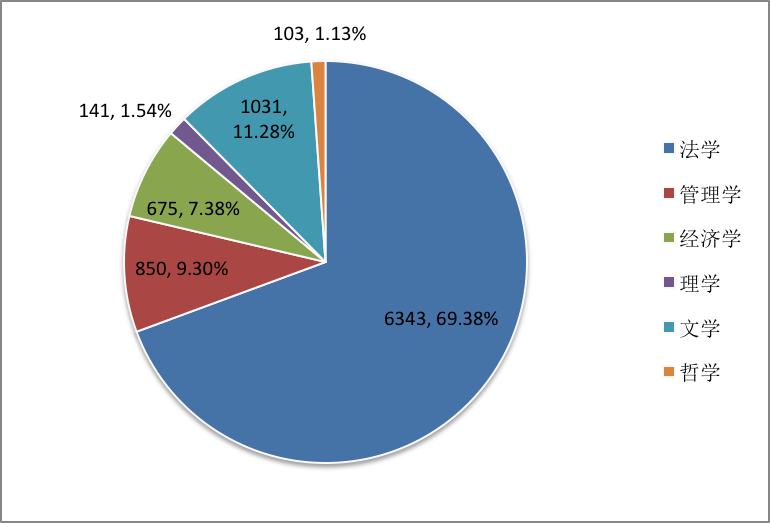 103, 1.13%
141, 1.54%
1031,
11.28%
675, 7.38%
850, 9.30%
6343, 69.38%
法学
管理学
经济学
理学
文学
哲学